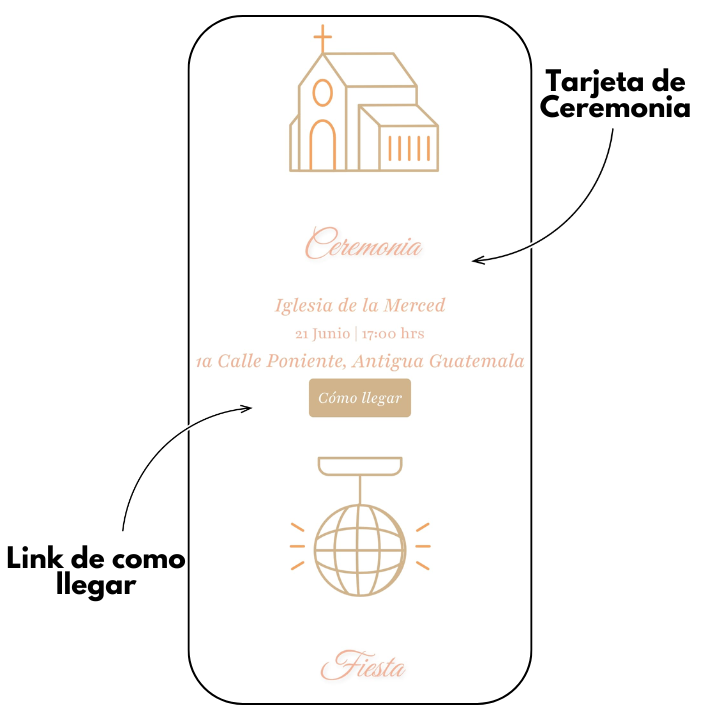 Tarjeta de
Ceremonia
Ceremonia
Iglesia de la Merced
21 Junio | 17:00 hrs
1a Calle Poniente, Antigua Guatemala
Cómo llegar
Link de como
llegar
Fiesta